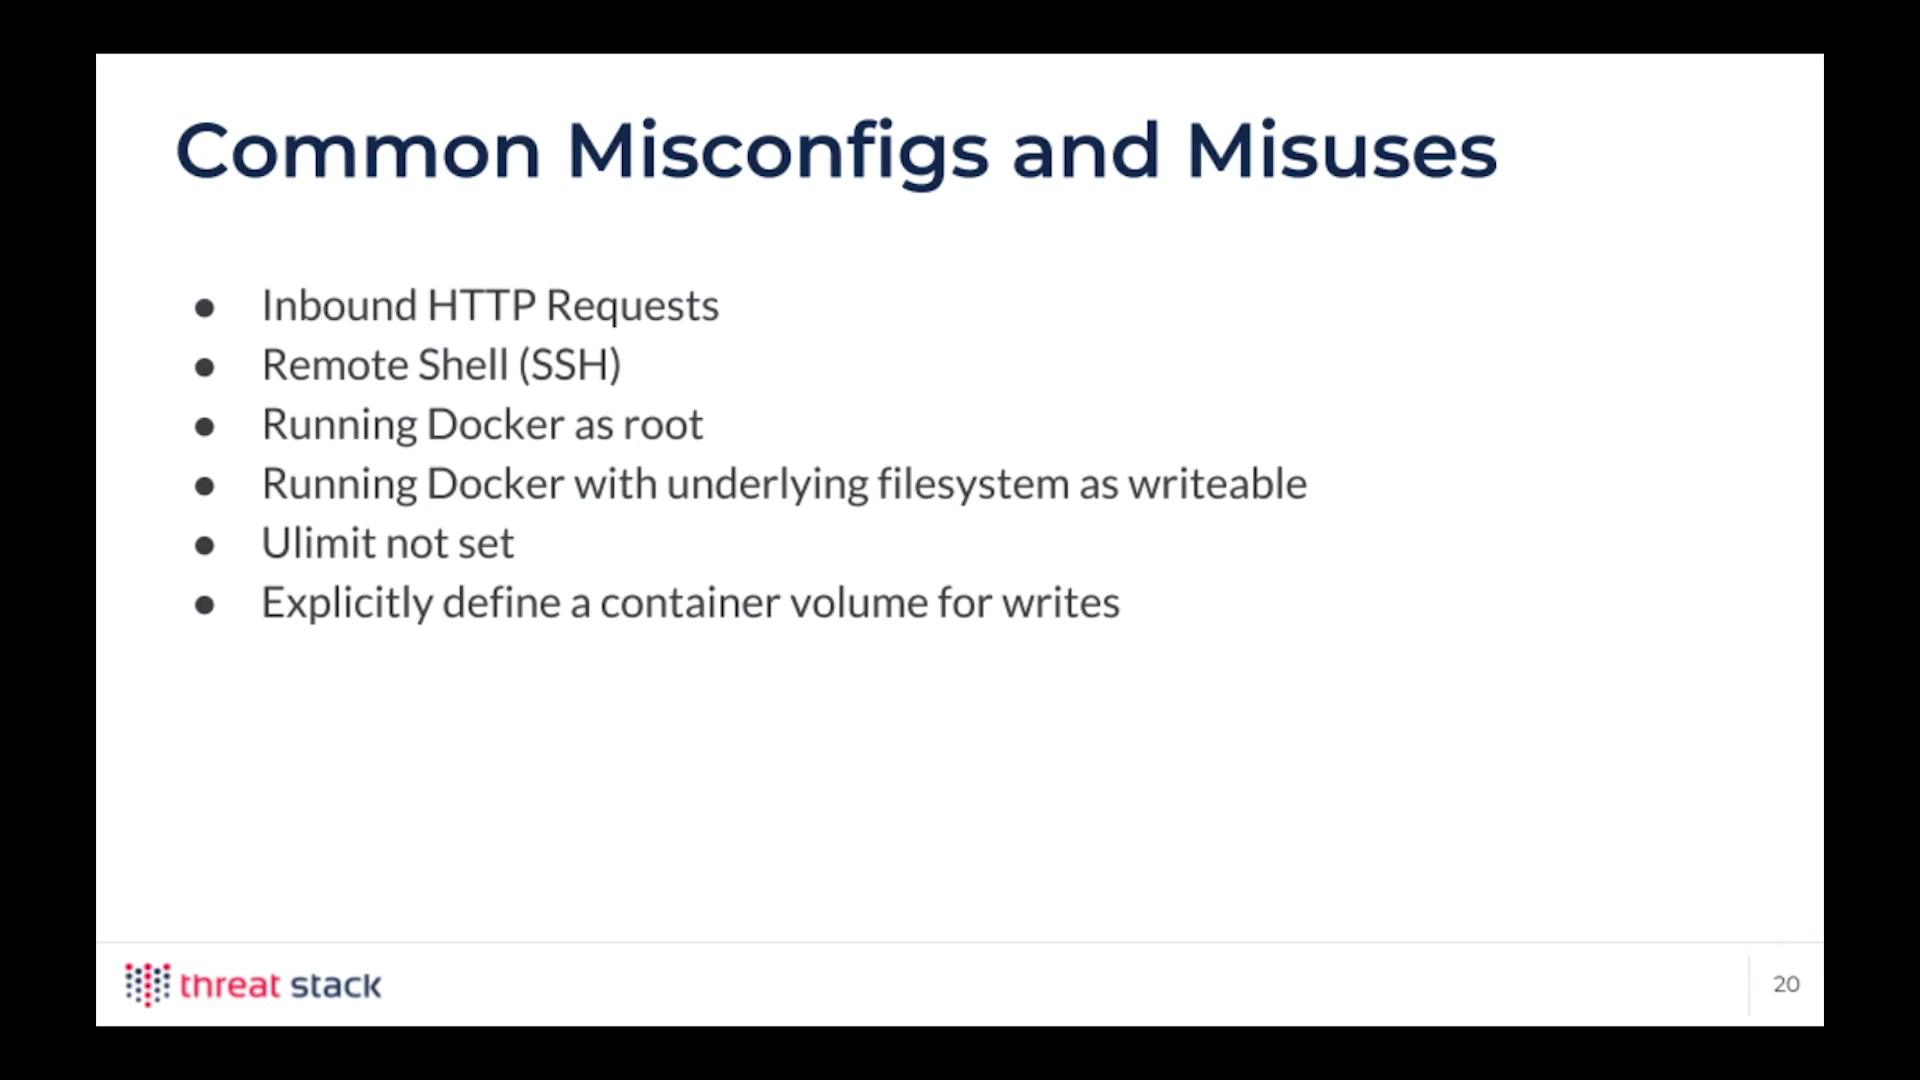 Common Misconfigs and Misuses
● Inbound HTTP Requests
● Remote Shell (SSH)
● Running Docker as root
● Running Docker with underlying filesystem as writeable
● Ulimit not set
● Explicitly define a container volume for writes
threat stack
20